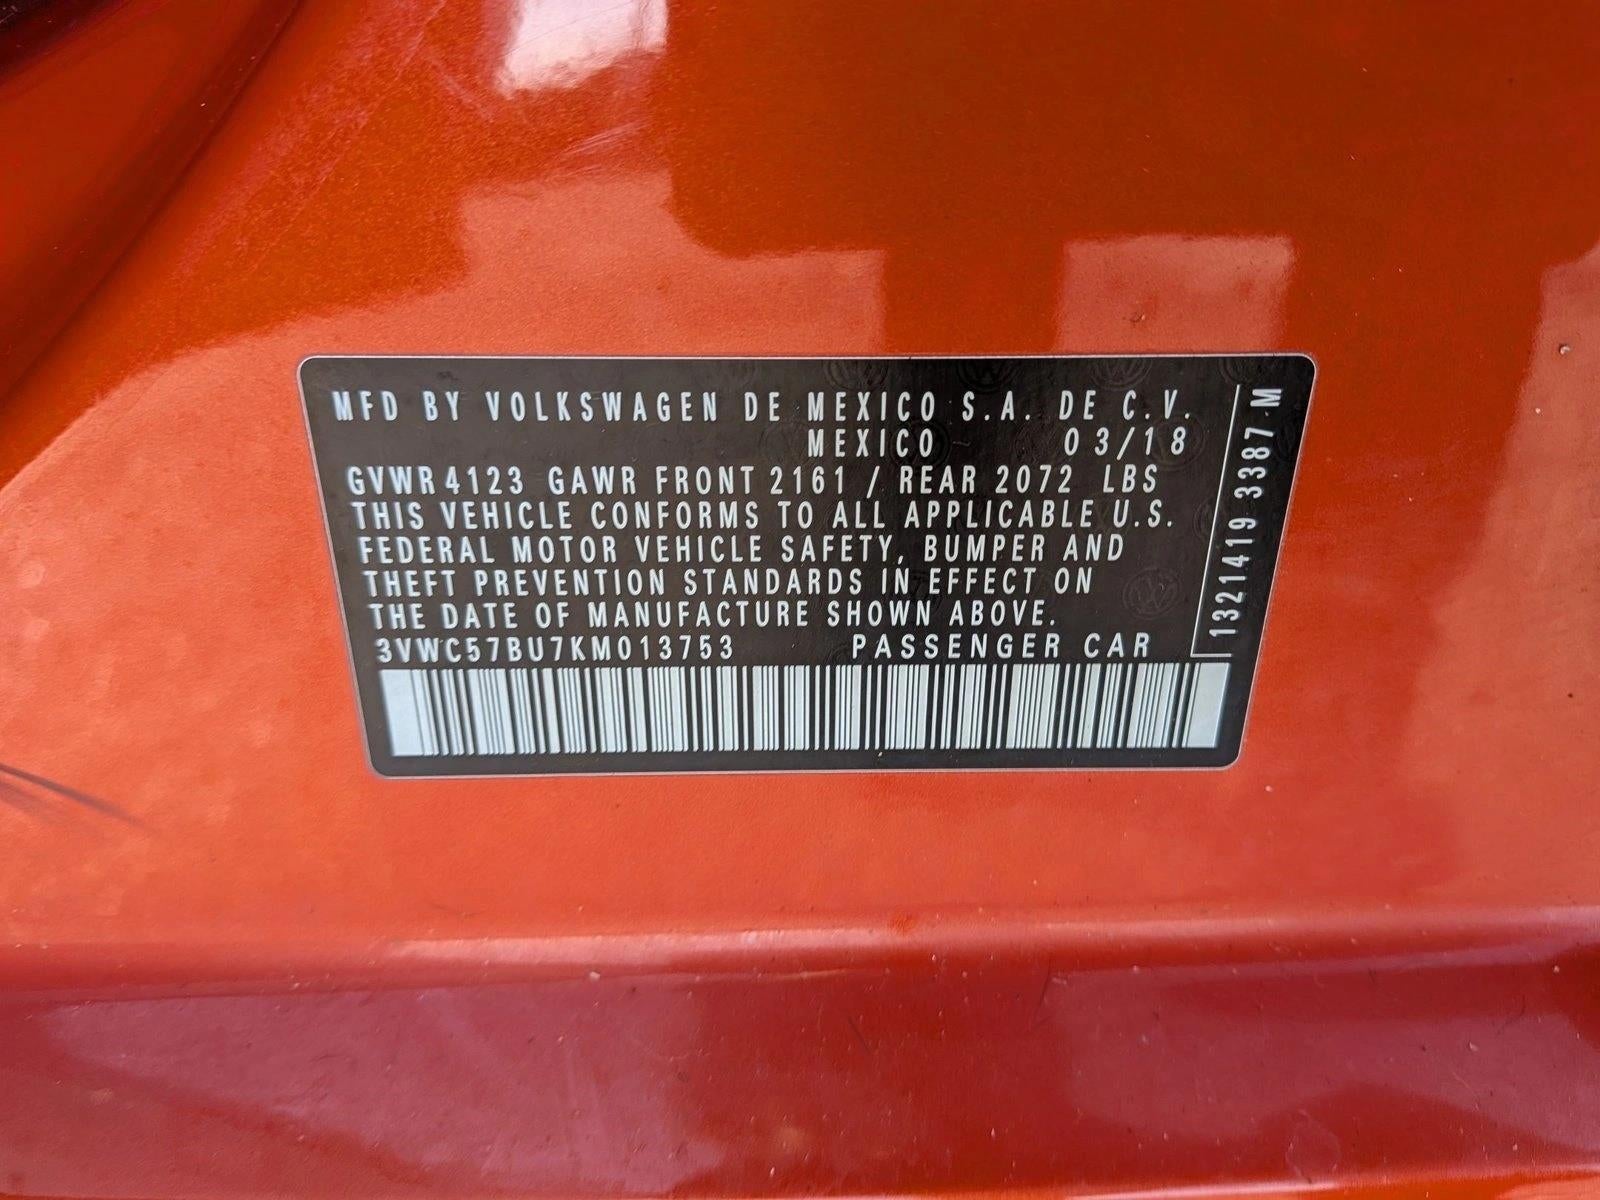 MFD BY VOLKSWAGEN DE MEXICO S.A. DE C.V.
MEXICO 03/18
GVWR 4123 GAWR FRONT 2161 / REAR 2072 LBS
THIS VEHICLE CONFORMS TO ALL APPLICABLE U.S.
FEDERAL MOTOR VEHICLE SAFETY, BUMPER AND
THEFT PREVENTION STANDARDS IN EFFECT ON
THE DATE OF MANUFACTURE SHOWN ABOVE.
3VWC57BU7KM013753 PASSENGER CAR
1321419 3387 M